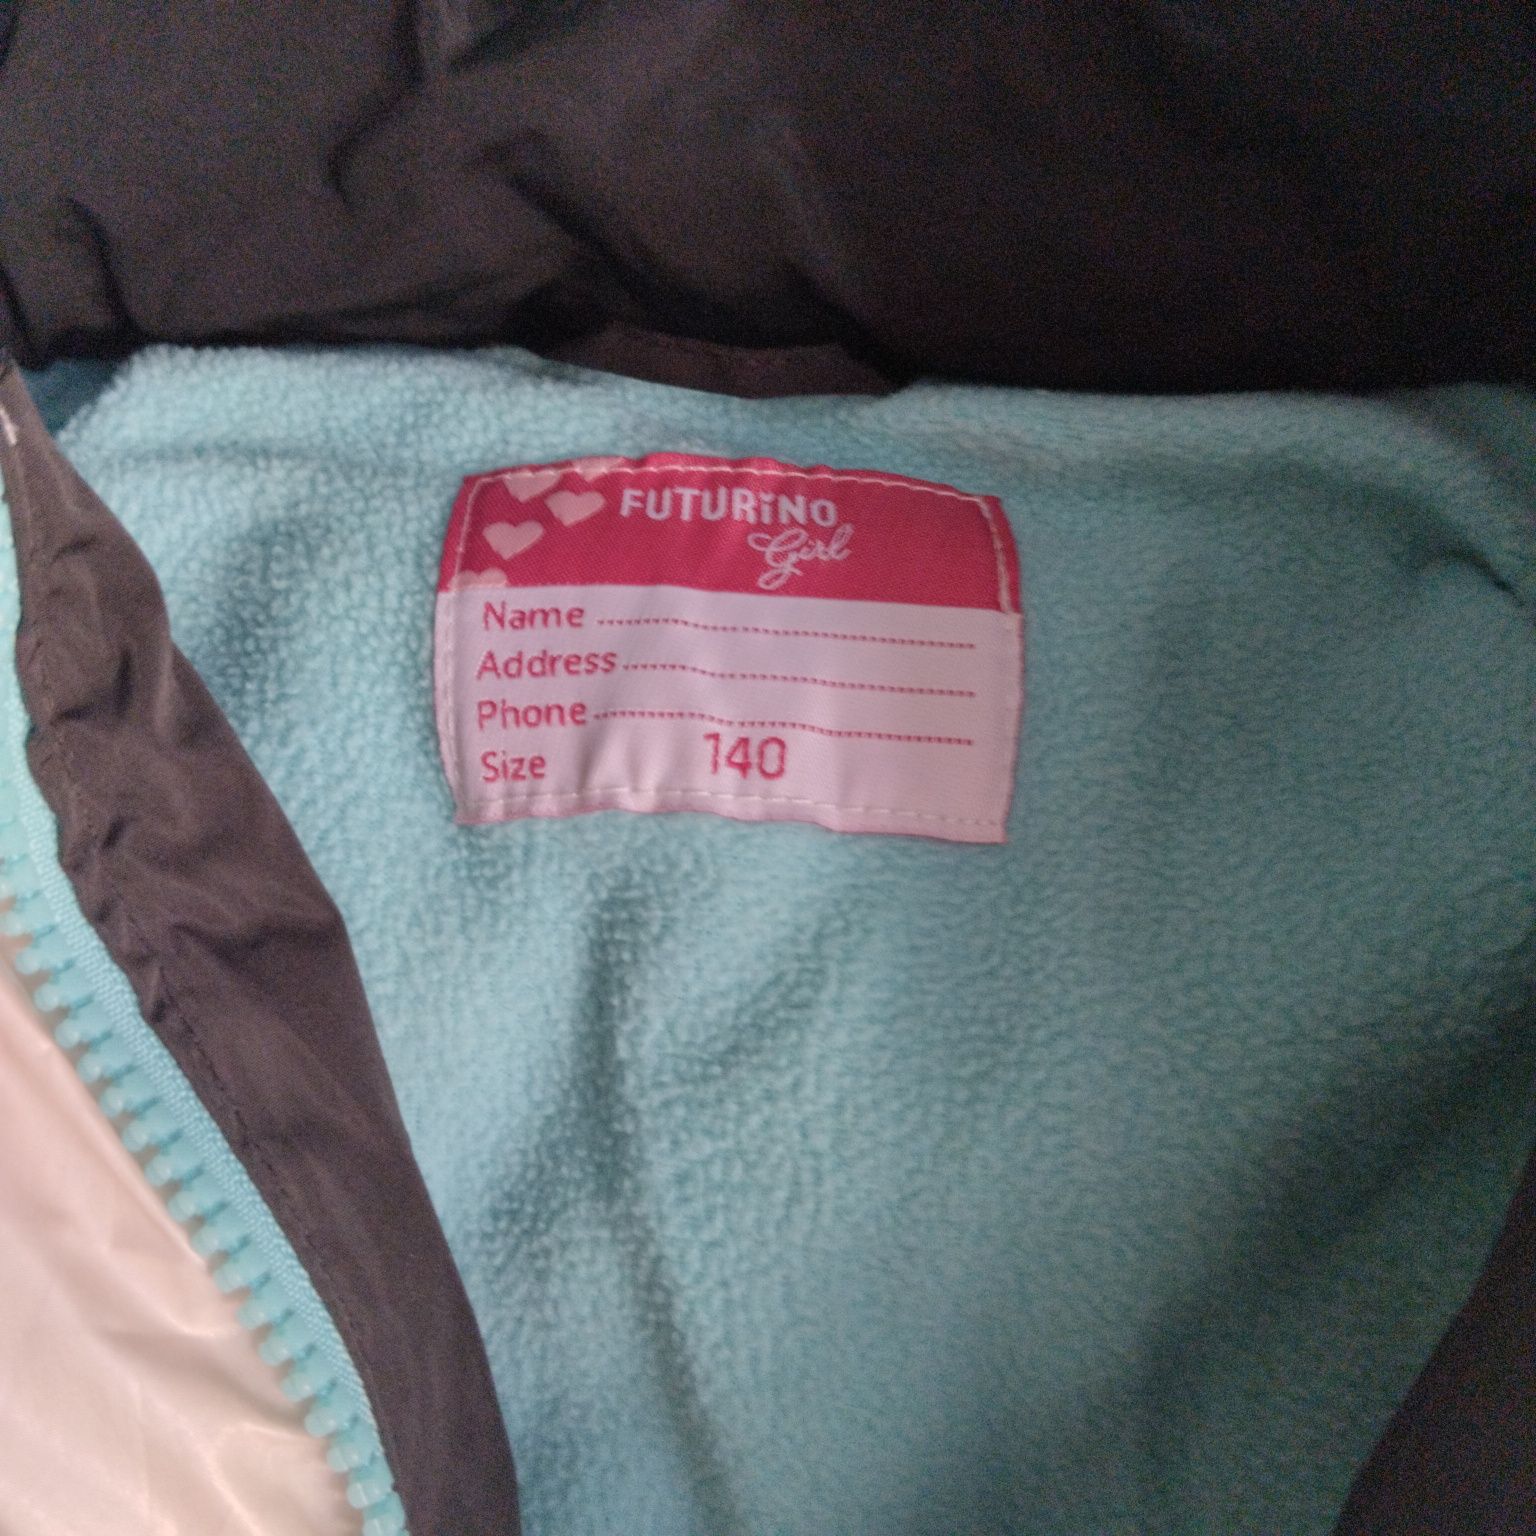 FUTURiNO
Girl
Name
Address
Phone
Size 140